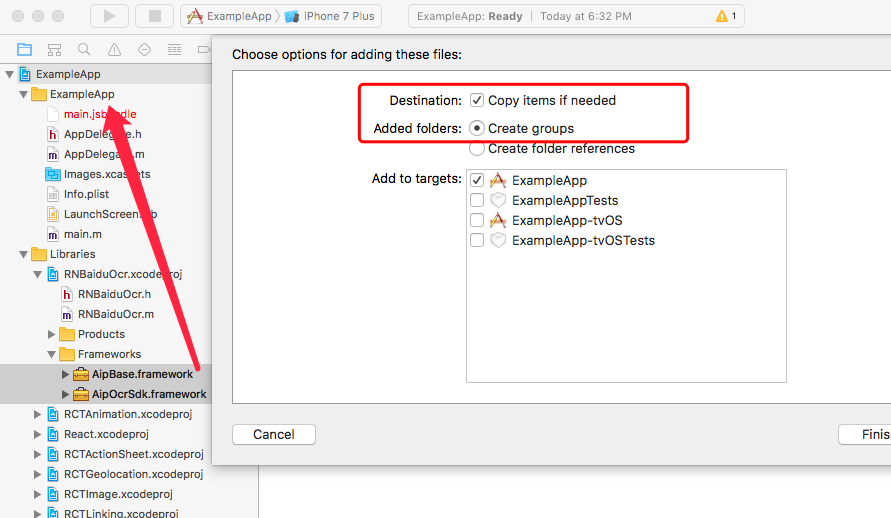 ExampleApp
iPhone 7 Plus
ExampleApp: Ready
Today at 6:32 PM
1
ExampleApp
ExampleApp
main.jsbundle
AppDelegate.h
AppDelegate.m
Images.xcassets
Info.plist
LaunchScreen.xib
main.m
Libraries
RNBaiduOcr.xcodeproj
h RNBaiduOcr.h
m RNBaiduOcr.m
Products
Frameworks
AipBase.framework
AipOcrSdk.framework
RCTAnimation.xcodeproj
React.xcodeproj
RCTActionSheet.xcodeproj
RCTGeolocation.xcodeproj
RCTImage.xcodeproj
RCTLinking.xcodeproj
Choose options for adding these files:
Destination: Copy items if needed
Added folders: Create groups
Create folder references
Add to targets: ExampleApp
ExampleAppTests
ExampleApp-tvOS
ExampleApp-tvOSTests
Cancel
Finis